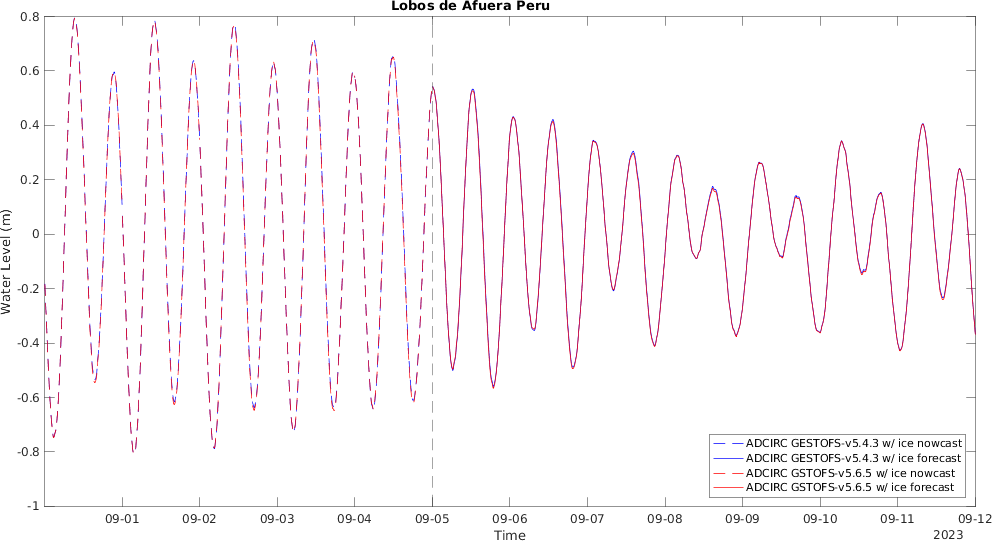 Lobos de Afuera Peru
0.8
0.6
0.4
0.2
0
-0.2
-0.4
-0.6
-0.8
-1
Water Level (m)
09-01 09-02 09-03 09-04 09-05 09-06 09-07 09-08 09-09 09-10 09-11 09-12
Time
2023
ADCIRC GESTOFS-v5.4.3 w/ ice nowcast
ADCIRC GESTOFS-v5.4.3 w/ ice forecast
ADCIRC GSTOFS-v5.6.5 w/ ice nowcast
ADCIRC GSTOFS-v5.6.5 w/ ice forecast